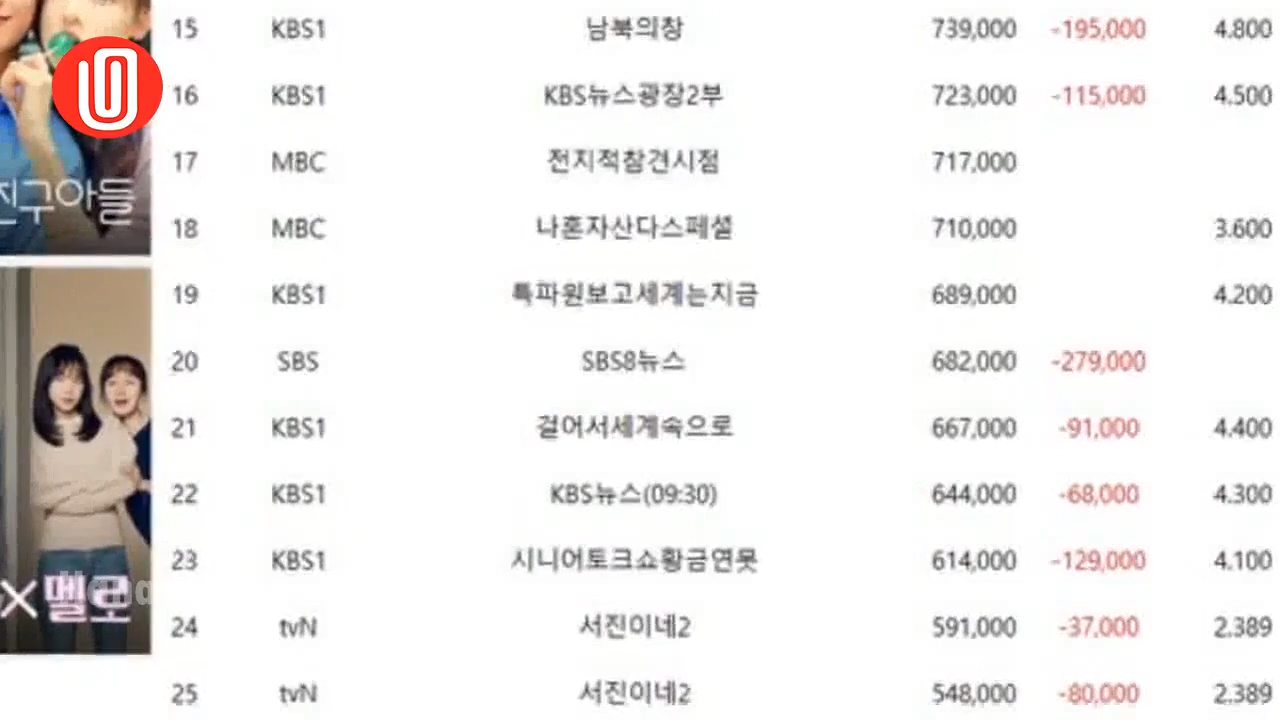 15 KBS1 남북의창 739,000 -195,000 4.800
16 KBS1 KBS뉴스광장2부 723,000 -115,000 4.500
17 MBC 전지적참견시점 717,000
친구아들
18 MBC 나혼자산다스페셜 710,000 3.600
19 KBS1 특파원보고세계는지금 689,000 4.200
20 SBS SBS8뉴스 682,000 -279,000
21 KBS1 걸어서세계속으로 667,000 -91,000 4.400
22 KBS1 KBS뉴스(09:30) 644,000 -68,000 4.300
23 KBS1 시니어토크쇼황금연못 614,000 -129,000 4.100
X멜로
24 tvN 서진이네2 591,000 -37,000 2.389
25 tvN 서진이네2 548,000 -80,000 2.389